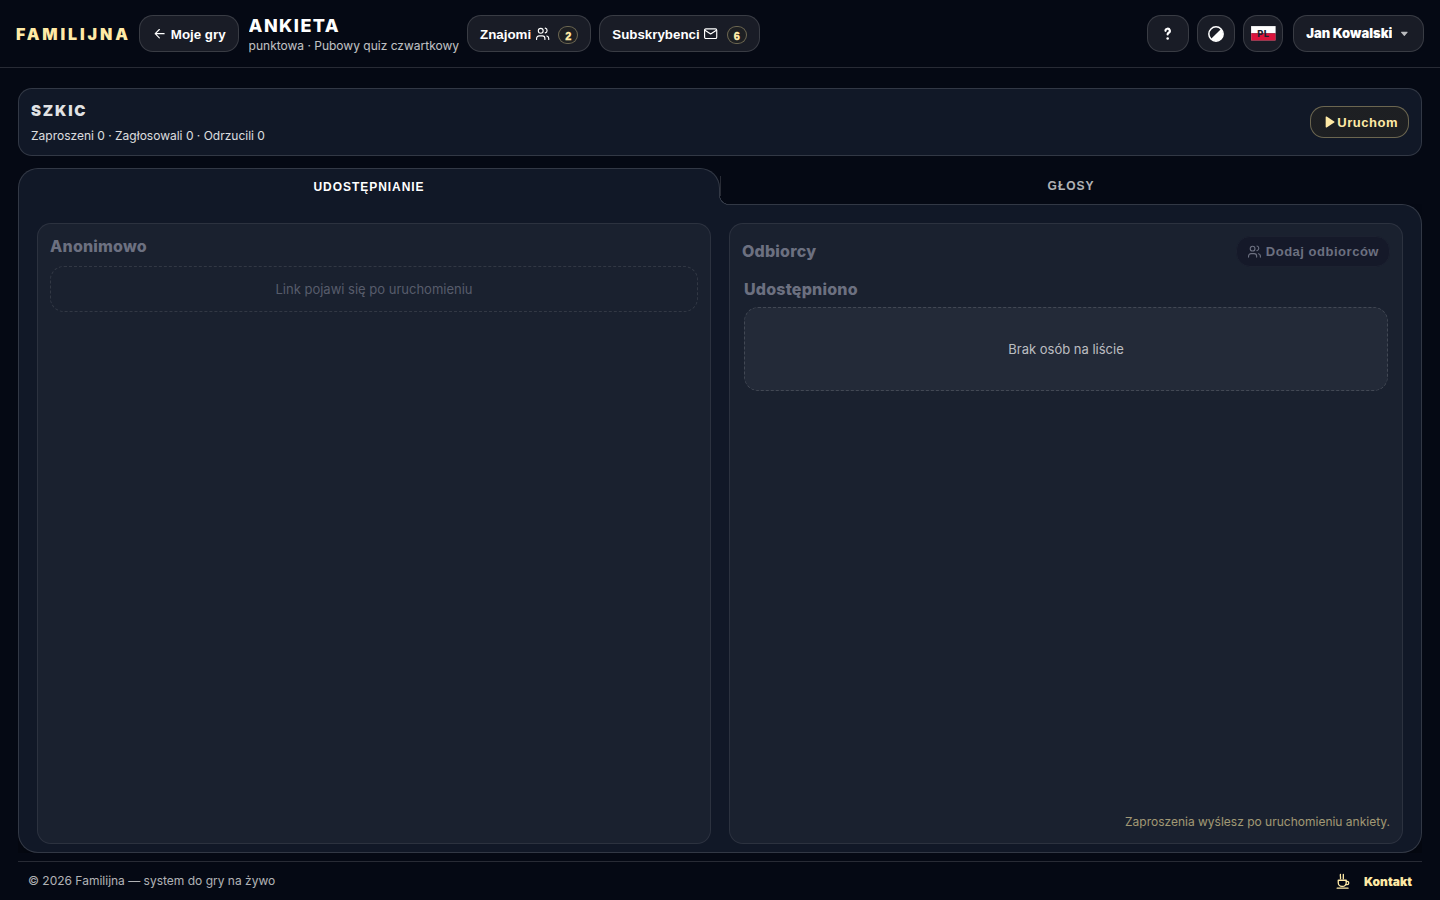 FAMILIJNA
← Moje gry
ANKIETA
punktowa · Pubowy quiz czwartkowy
Znajomi 2
Subskrybenci 6
?
PL
Jan Kowalski
SZKIC
Zaproszeni 0 · Zagłosowali 0 · Odrzucili 0
Uruchom
UDOSTĘPNIANIE
GŁOSY
Anonimowo
Link pojawi się po uruchomieniu
Odbiorcy
Dodaj odbiorców
Udostępniono
Brak osób na liście
Zaproszenia wyślesz po uruchomieniu ankiety.
© 2026 Familijna — system do gry na żywo
Kontakt